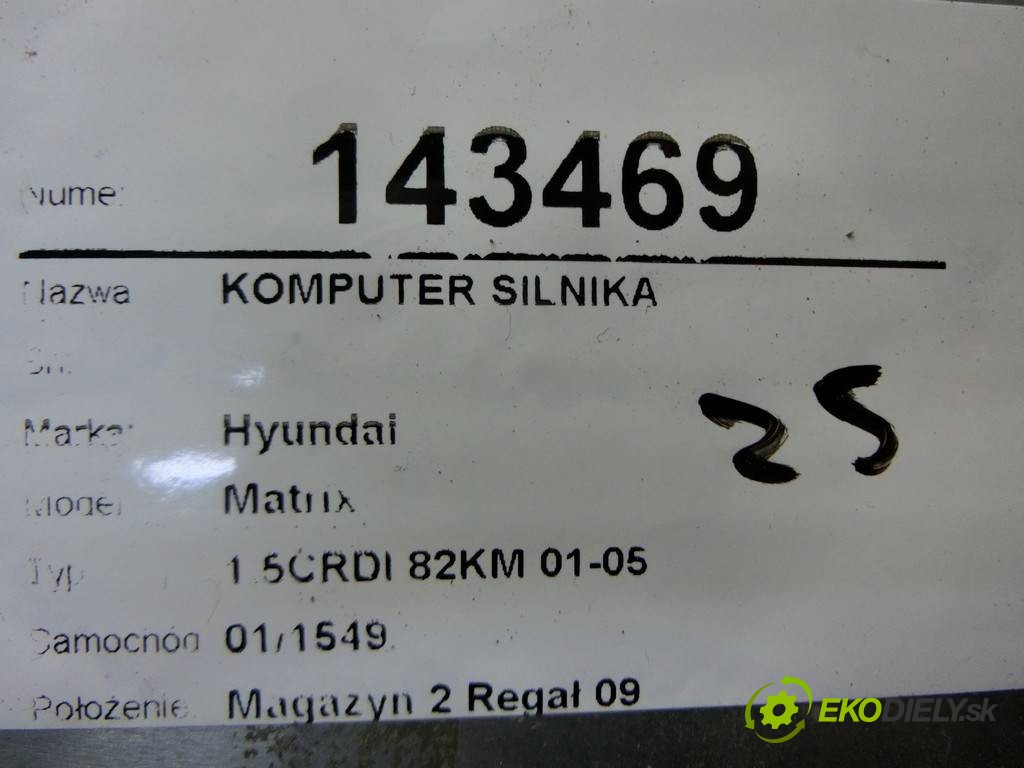 Numer 143469
Nazwa KOMPUTER SILNIKA
Marka: Hyundai
25
Model Matrix
Typ 1.5CRDI 82KM 01-05
Samochód 01/1549
Położenie Magazyn 2 Regał 09
EKODIELY.sk